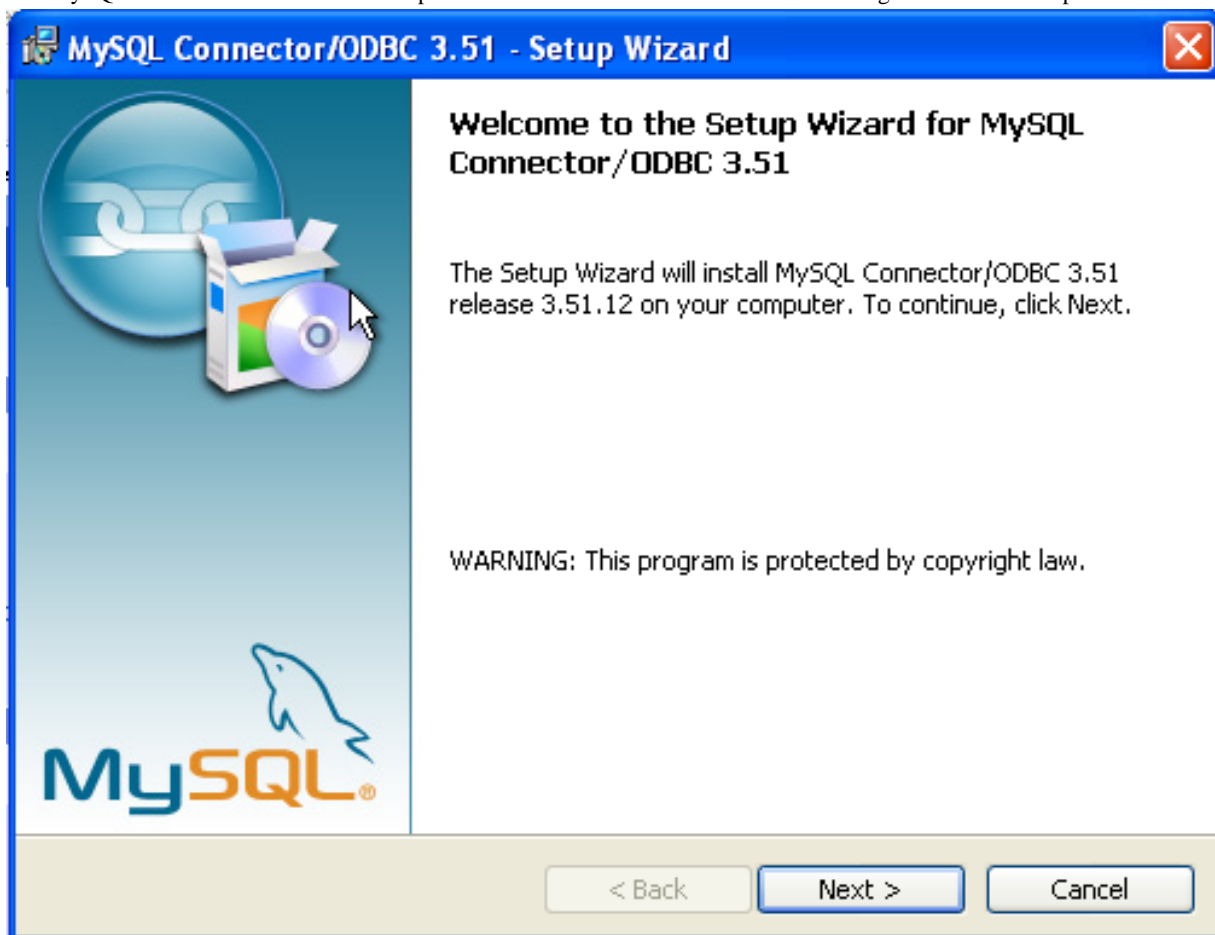 MySQL Connector/ODBC 3.51 - Setup Wizard
Welcome to the Setup Wizard for MySQL
Connector/ODBC 3.51
The Setup Wizard will install MySQL Connector/ODBC 3.51
release 3.51.12 on your computer. To continue, click Next.
WARNING: This program is protected by copyright law.
MySQL®
< Back
Next >
Cancel